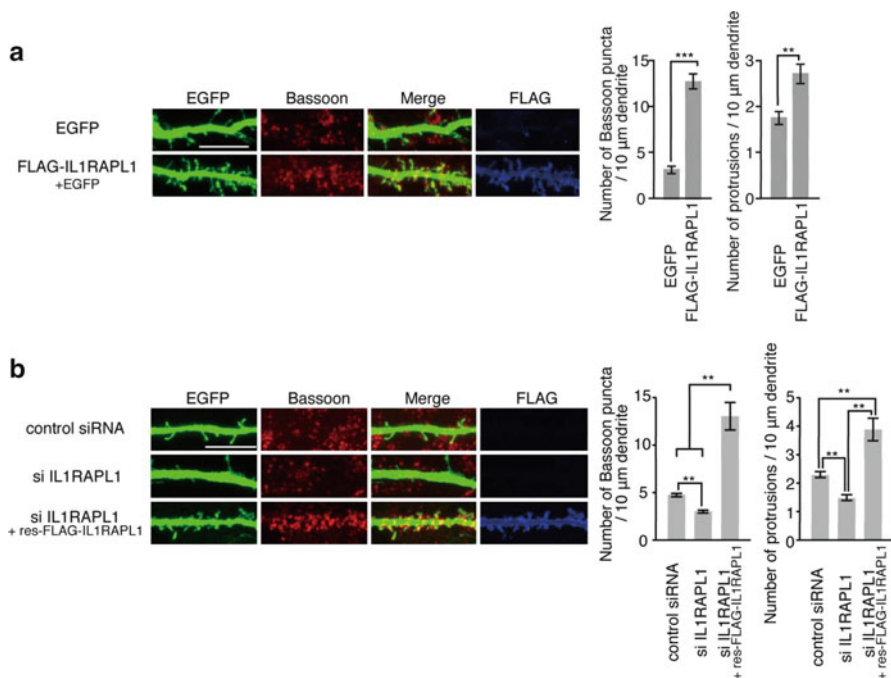 a
EGFP Bassoon Merge FLAG
EGFP
FLAG-IL1RAPL1
+EGFP
Number of Bassoon puncta
/ 10 µm dendrite
15
10
5
0
***
EGFP
FLAG-IL1RAPL1
Number of protrusions / 10 µm dendrite
3
2
1
0
**
EGFP
FLAG-IL1RAPL1
b
EGFP Bassoon Merge FLAG
control siRNA
si IL1RAPL1
si IL1RAPL1
+ res-FLAG-IL1RAPL1
Number of Bassoon puncta
/ 10 µm dendrite
15
10
5
0
**
**
control siRNA
si IL1RAPL1
si IL1RAPL1
+ res-FLAG-IL1RAPL1
Number of protrusions / 10 µm dendrite
5
4
3
2
1
0
**
**
**
control siRNA
si IL1RAPL1
si IL1RAPL1
+ res-FLAG-IL1RAPL1